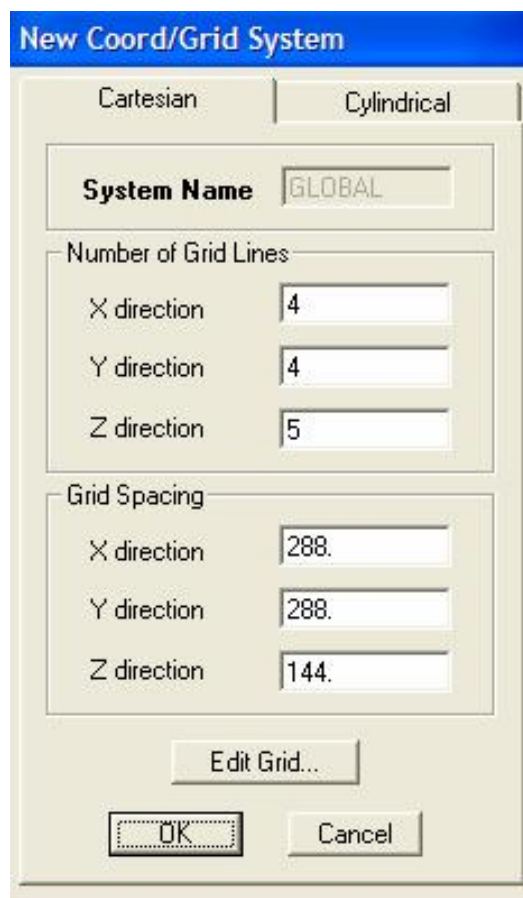 New Coord/Grid System
Cartesian Cylindrical
System Name GLOBAL
Number of Grid Lines
X direction 4
Y direction 4
Z direction 5
Grid Spacing
X direction 288.
Y direction 288.
Z direction 144.
Edit Grid...
OK Cancel